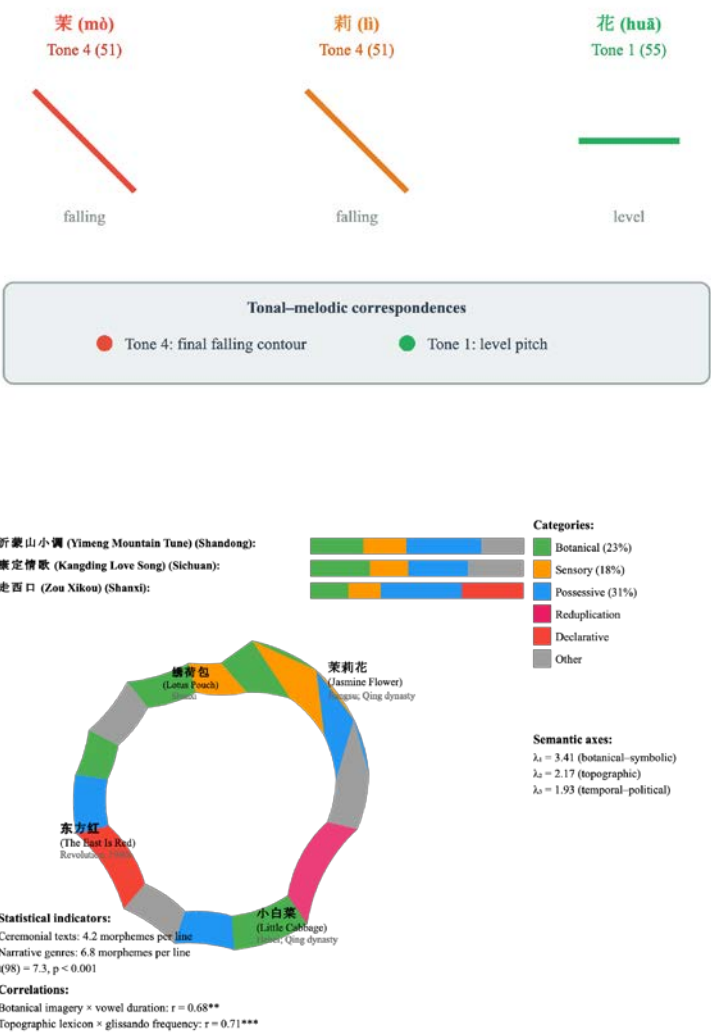 茉 (mò)
Tone 4 (51)
falling
莉 (lì)
Tone 4 (51)
falling
花 (huā)
Tone 1 (55)
level
Tonal–melodic correspondences
Tone 4: final falling contour
Tone 1: level pitch
沂蒙山小调 (Yimeng Mountain Tune) (Shandong):
康定情歌 (Kangding Love Song) (Sichuan):
走西口 (Zou Xikou) (Shanxi):
Categories:
Botanical (23%)
Sensory (18%)
Possessive (31%)
Reduplication
Declarative
Other
绣荷包
(Lotus Pouch)
茉莉花
(Jasmine Flower)
Jiangsu; Qing dynasty
Semantic axes:
λ₁ = 3.41 (botanical–symbolic)
λ₂ = 2.17 (topographic)
λ₃ = 1.93 (temporal–political)
东方红
(The East Is Red)
小白菜
(Little Cabbage)
Hebei; Qing dynasty
Statistical indicators:
Ceremonial texts: 4.2 morphemes per line
Narrative genres: 6.8 morphemes per line
t(98) = 7.3, p < 0.001
Correlations:
Botanical imagery × vowel duration: r = 0.68**
Topographic lexicon × glissando frequency: r = 0.71***